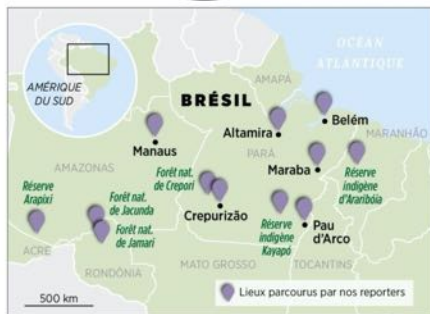 OCÉAN
ATLANTIQUE
AMÉRIQUE
DU SUD
AMAPÁ
BRÉSIL
Belém
Altamira
MARANHÃO
Manaus
PARÁ
Forêt nat.
de Crepori
Maraba
AMAZONAS
Réserve
indigène
d'Arariboia
Réserve
Arapixi
Forêt nat.
de Jacunda
Crepurizão
Réserve
indigène
Kayapó
Pau
d'Arco
Forêt nat.
de Jamari
ACRE
RONDÔNIA
MATO GROSSO
TOCANTINS
500 km
Lieux parcourus par nos reporters